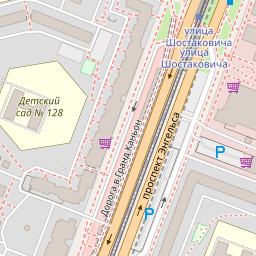 улица
Шостаковича
улица
Шостаковича
Детский
сад № 128
Дорога в Гранд Каньон
проспект Энгельса
P
P